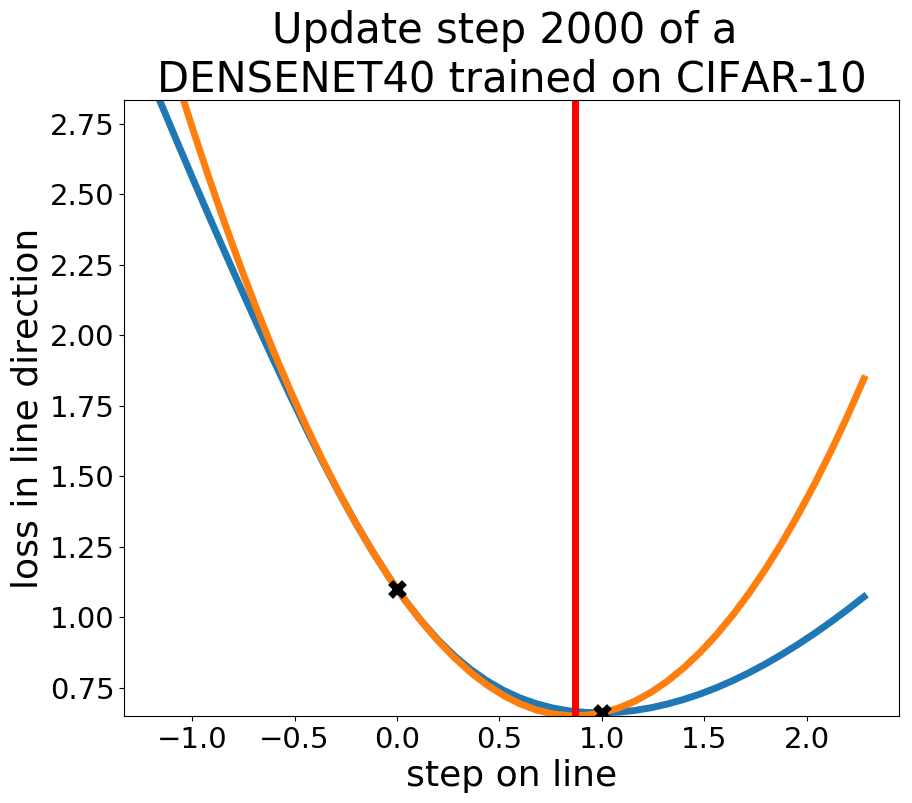 Update step 2000 of a
DENSENET40 trained on CIFAR-10
loss in line direction
2.75
2.50
2.25
2.00
1.75
1.50
1.25
1.00
0.75
−1.0 −0.5 0.0 0.5 1.0 1.5 2.0
step on line